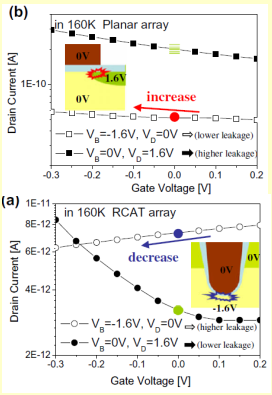 (b)
in 160K Planar array
0V
1.6V
0V
increase
1E-10
Drain Current [A]
V_B=-1.6V, V_D=0V ⇨(lower leakage)
V_B=0V, V_D=1.6V ➡(higher leakage)
-0.3 -0.2 -0.1 0.0 0.1 0.2
Gate Voltage [V]
(a)
1E-11
in 160K RCAT array
8E-12
6E-12
4E-12
2E-12
Drain Current [A]
decrease
0V 0V
-1.6V
V_B=-1.6V, V_D=0V ⇨(higher leakage)
V_B=0V, V_D=1.6V ➡(lower leakage)
-0.3 -0.2 -0.1 0.0 0.1 0.2
Gate Voltage [V]